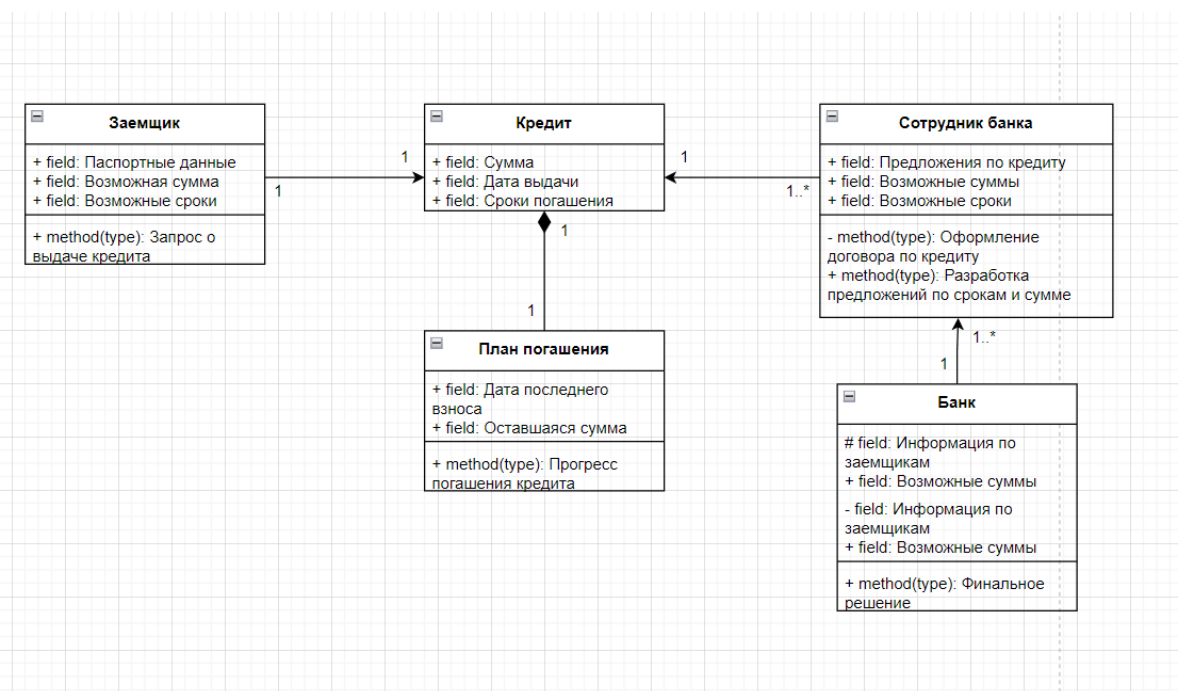 Заемщик
+ field: Паспортные данные
+ field: Возможная сумма
+ field: Возможные сроки
+ method(type): Запрос о
выдаче кредита
1
1
Кредит
+ field: Сумма
+ field: Дата выдачи
+ field: Сроки погашения
1
1..*
Сотрудник банка
+ field: Предложения по кредиту
+ field: Возможные суммы
+ field: Возможные сроки
- method(type): Оформление
договора по кредиту
+ method(type): Разработка
предложений по срокам и сумме
1
1
План погашения
+ field: Дата последнего
взноса
+ field: Оставшаяся сумма
+ method(type): Прогресс
погашения кредита
1..*
1
Банк
# field: Информация по
заемщикам
+ field: Возможные суммы
- field: Информация по
заемщикам
+ field: Возможные суммы
+ method(type): Финальное
решение